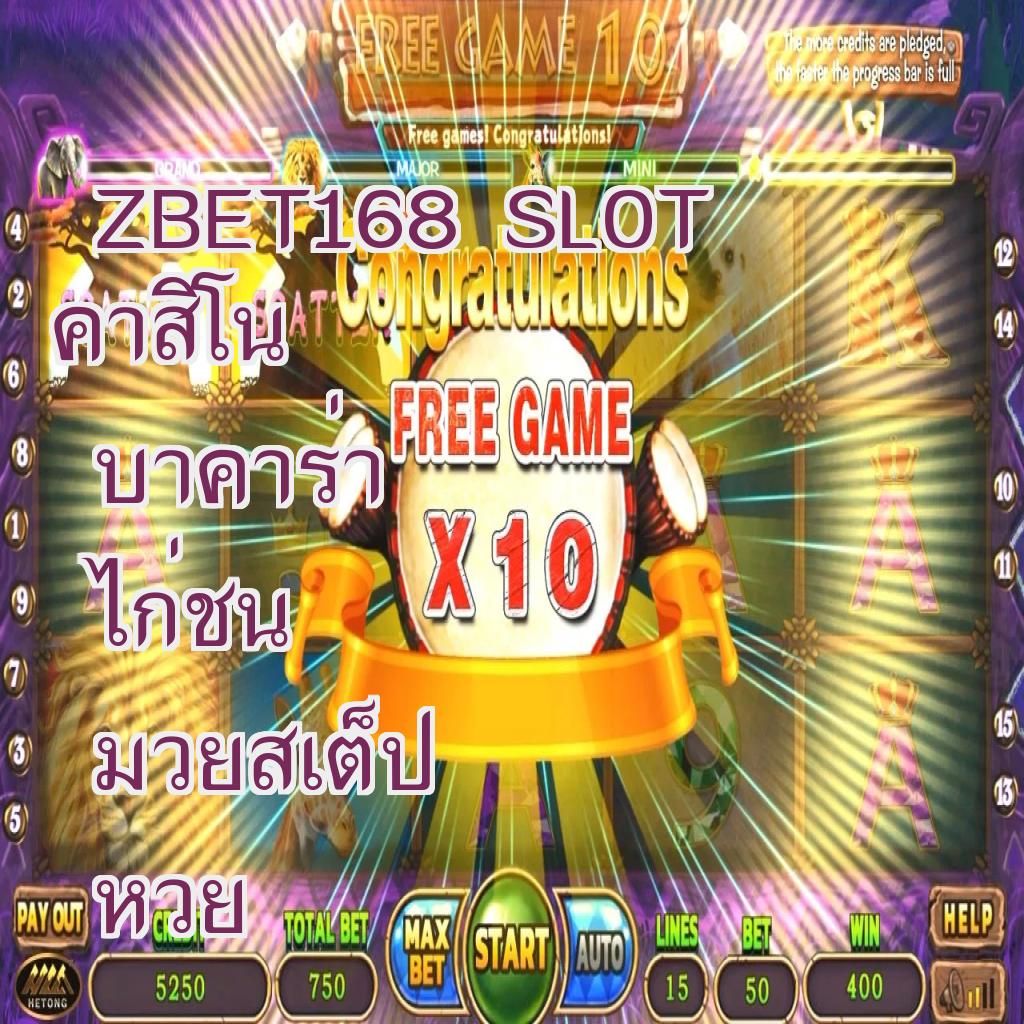 FREE GAME 10
The more credits are pledged,
the faster the progress bar is full
Free games! Congratulations!
GRAND
MAJOR
MINI
ZBET168 SLOT
Congratulations
คาสิโน
SCATTER
SCATTER
K
FREE GAME
X10
บาคาร่า
ไก่ชน
มวยสเต็ป
หวย
A
A
A
A
9
4
2
6
8
1
9
7
3
5
12
14
10
11
15
13
PAY OUT
CREDIT
TOTAL BET
MAX
BET
START
AUTO
LINES
BET
WIN
HELP
HETONG
5250
750
15
50
400